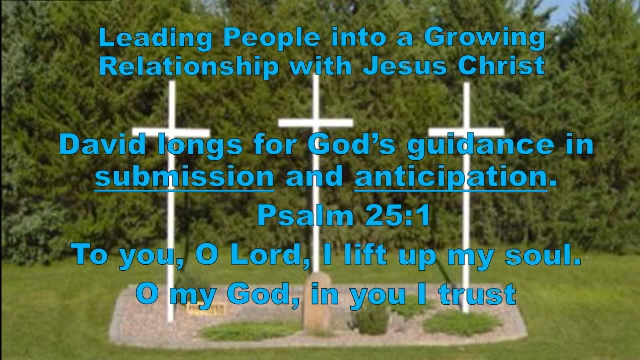 Leading People into a Growing
Relationship with Jesus Christ
David longs for God’s guidance in
submission and anticipation.
Psalm 25:1
To you, O Lord, I lift up my soul.
O my God, in you I trust